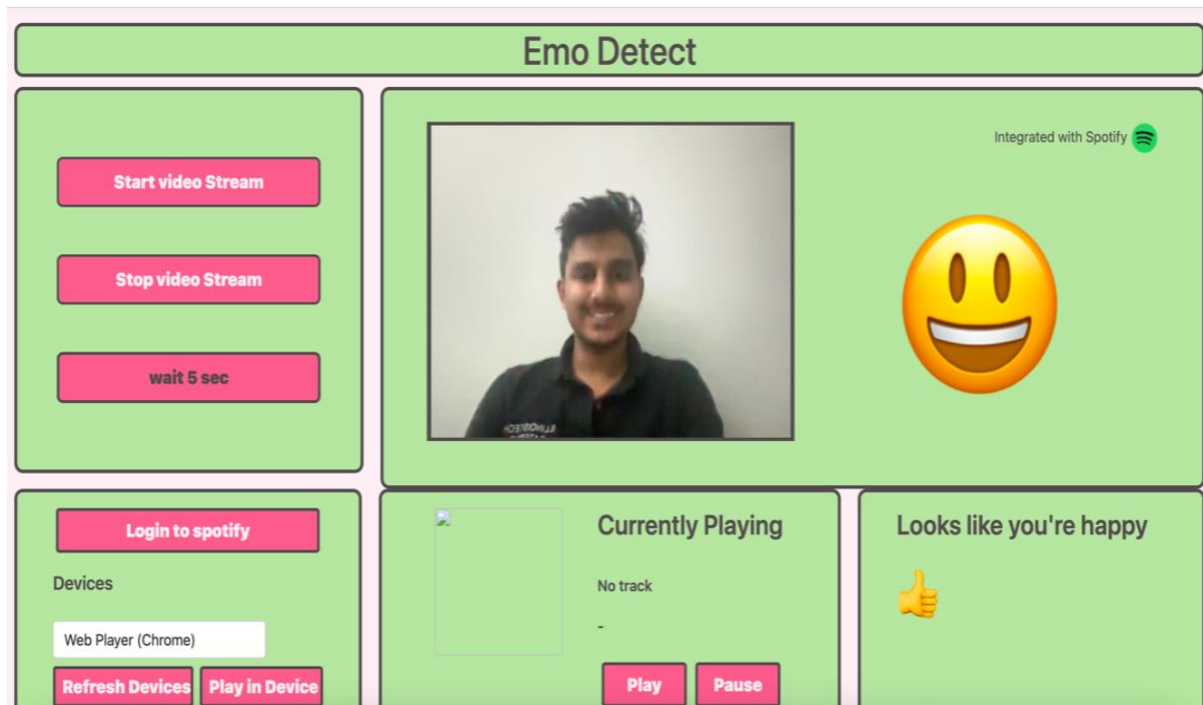 Emo Detect
Start video Stream
Stop video Stream
wait 5 sec
Integrated with Spotify
Login to spotify
Devices
Web Player (Chrome)
Refresh Devices
Play in Device
Currently Playing
No track
-
Play
Pause
Looks like you're happy